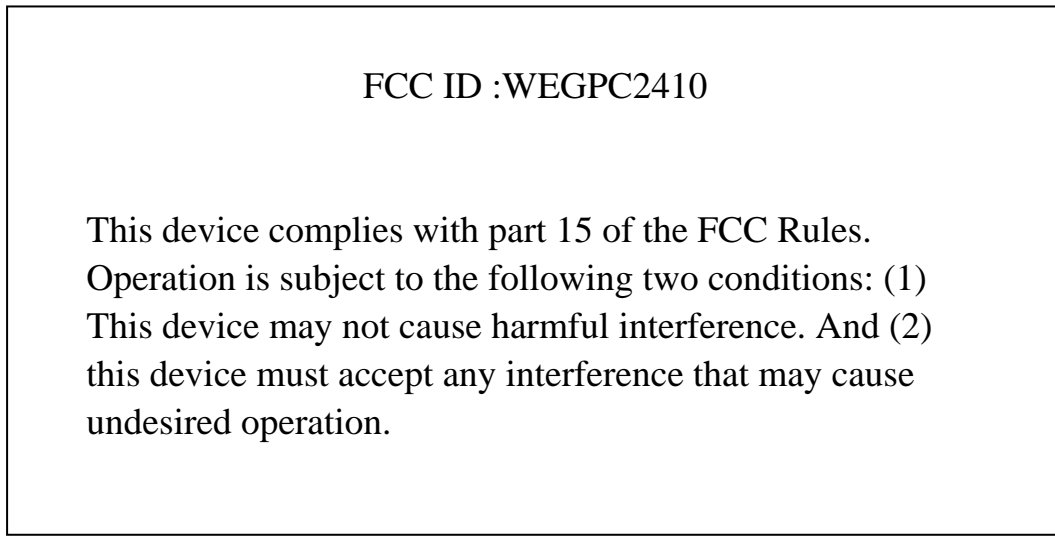 FCC ID :WEGPC2410
This device complies with part 15 of the FCC Rules.
Operation is subject to the following two conditions: (1)
This device may not cause harmful interference. And (2)
this device must accept any interference that may cause
undesired operation.